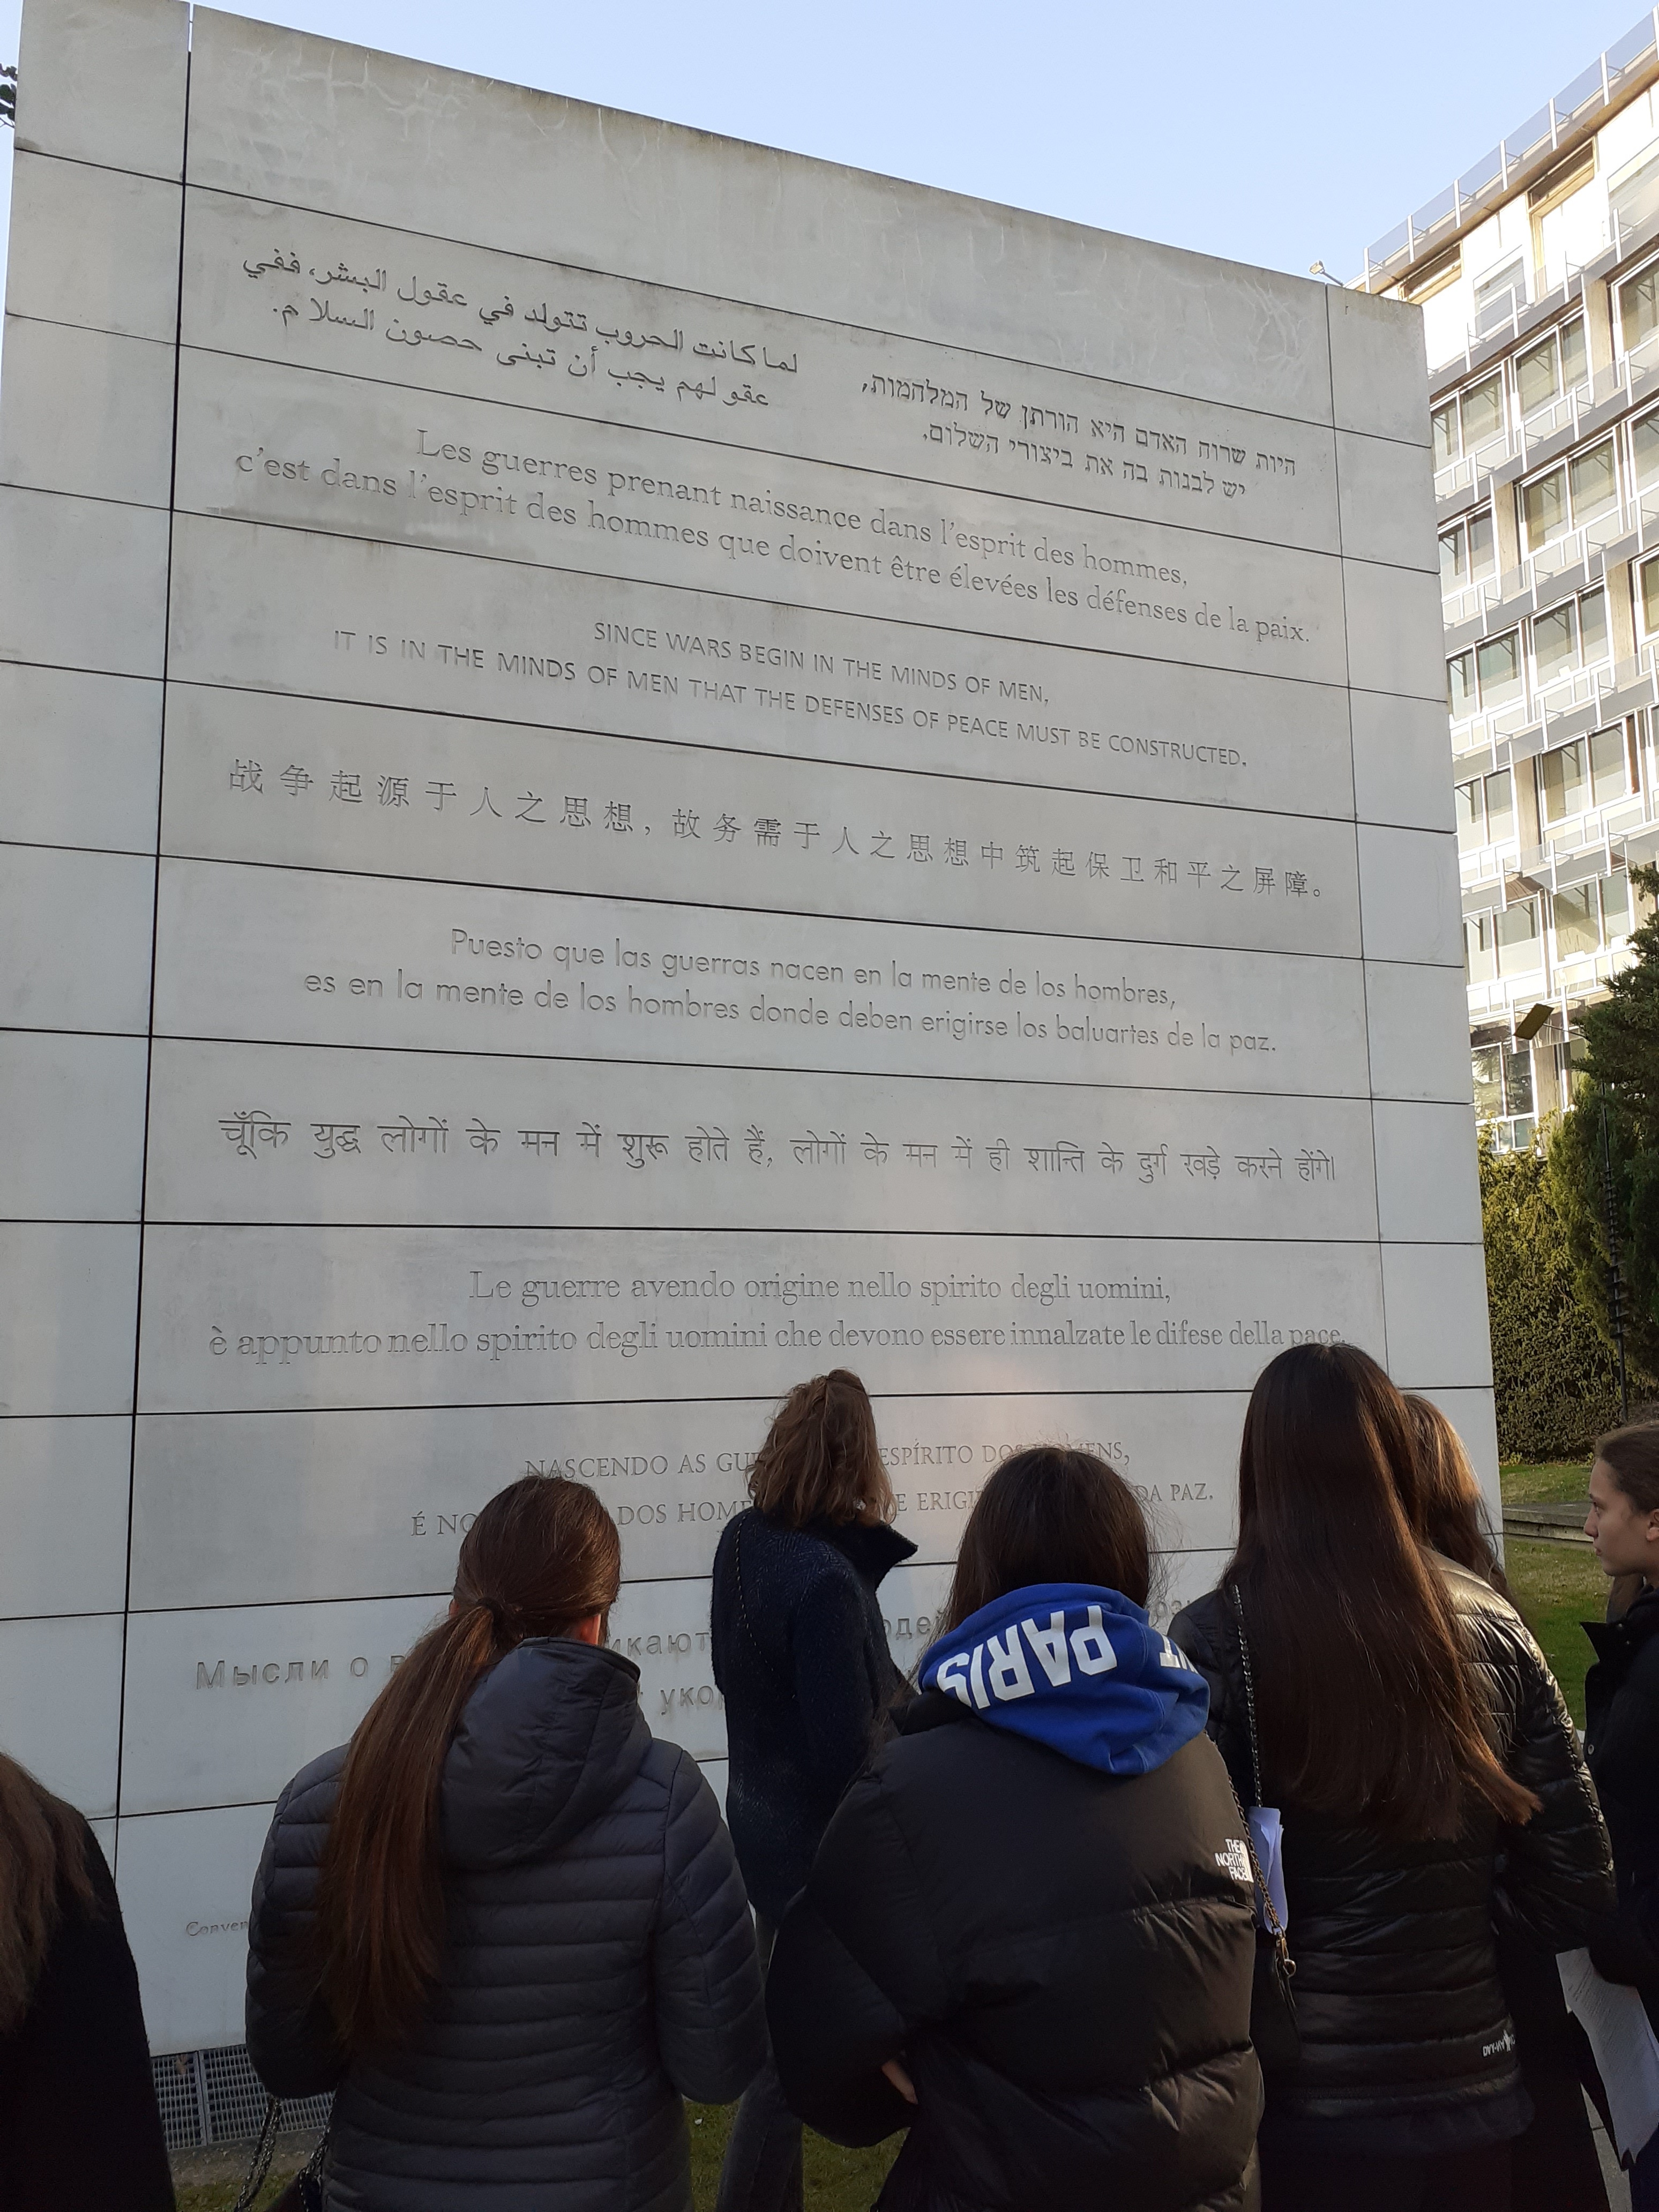 لما كانت الحروب تتولد في عقول البشر، ففي
عقولهم يجب أن تبنى حصون السلام.
היות שרוח האדם היא הורתן של המלחמות,
יש לבנות בה את ביצורי השלום.
Les guerres prenant naissance dans l'esprit des hommes,
c'est dans l'esprit des hommes que doivent être élevées les défenses de la paix.
SINCE WARS BEGIN IN THE MINDS OF MEN,
IT IS IN THE MINDS OF MEN THAT THE DEFENSES OF PEACE MUST BE CONSTRUCTED.
战争起源于人之思想，故务需于人之思想中筑起保卫和平之屏障。
Puesto que las guerras nacen en la mente de los hombres,
es en la mente de los hombres donde deben erigirse los baluartes de la paz.
चूँकि युद्ध लोगों के मन में शुरू होते हैं, लोगों के मन में ही शान्ति के दुर्ग खड़े करने होंगे।
Le guerre avendo origine nello spirito degli uomini,
è appunto nello spirito degli uomini che devono essere innalzate le difese della pace.
NASCENDO AS ESPÍRITO
É DOS DA PAZ.
Мысли о
PARIS
THE
NORTH
FACE